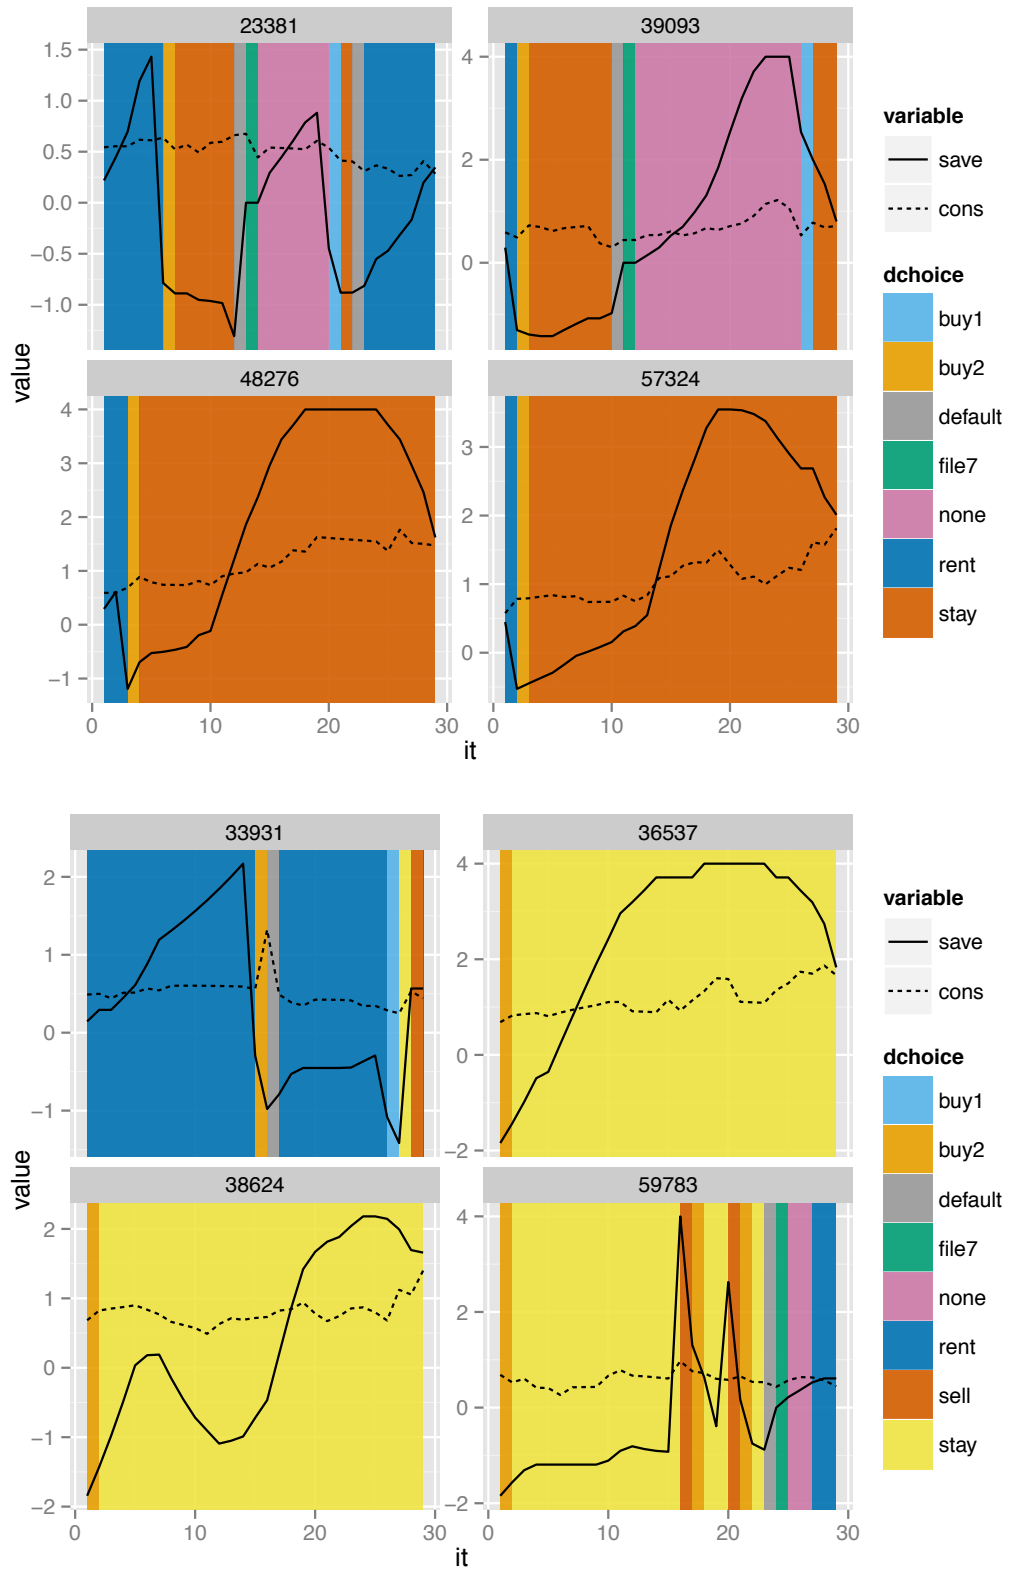 23381
39093
1.5
1.0
0.5
0.0
−0.5
−1.0
4
2
0
48276
57324
4
3
2
1
0
−1
3
2
1
0
0
10
20
30
0
10
20
30
value
it
variable
save
cons
dchoice
buy1
buy2
default
file7
none
rent
stay
33931
36537
2
1
0
−1
4
2
0
−2
38624
59783
2
1
0
−1
−2
4
2
0
−2
0
10
20
30
0
10
20
30
value
it
variable
save
cons
dchoice
buy1
buy2
default
file7
none
rent
sell
stay